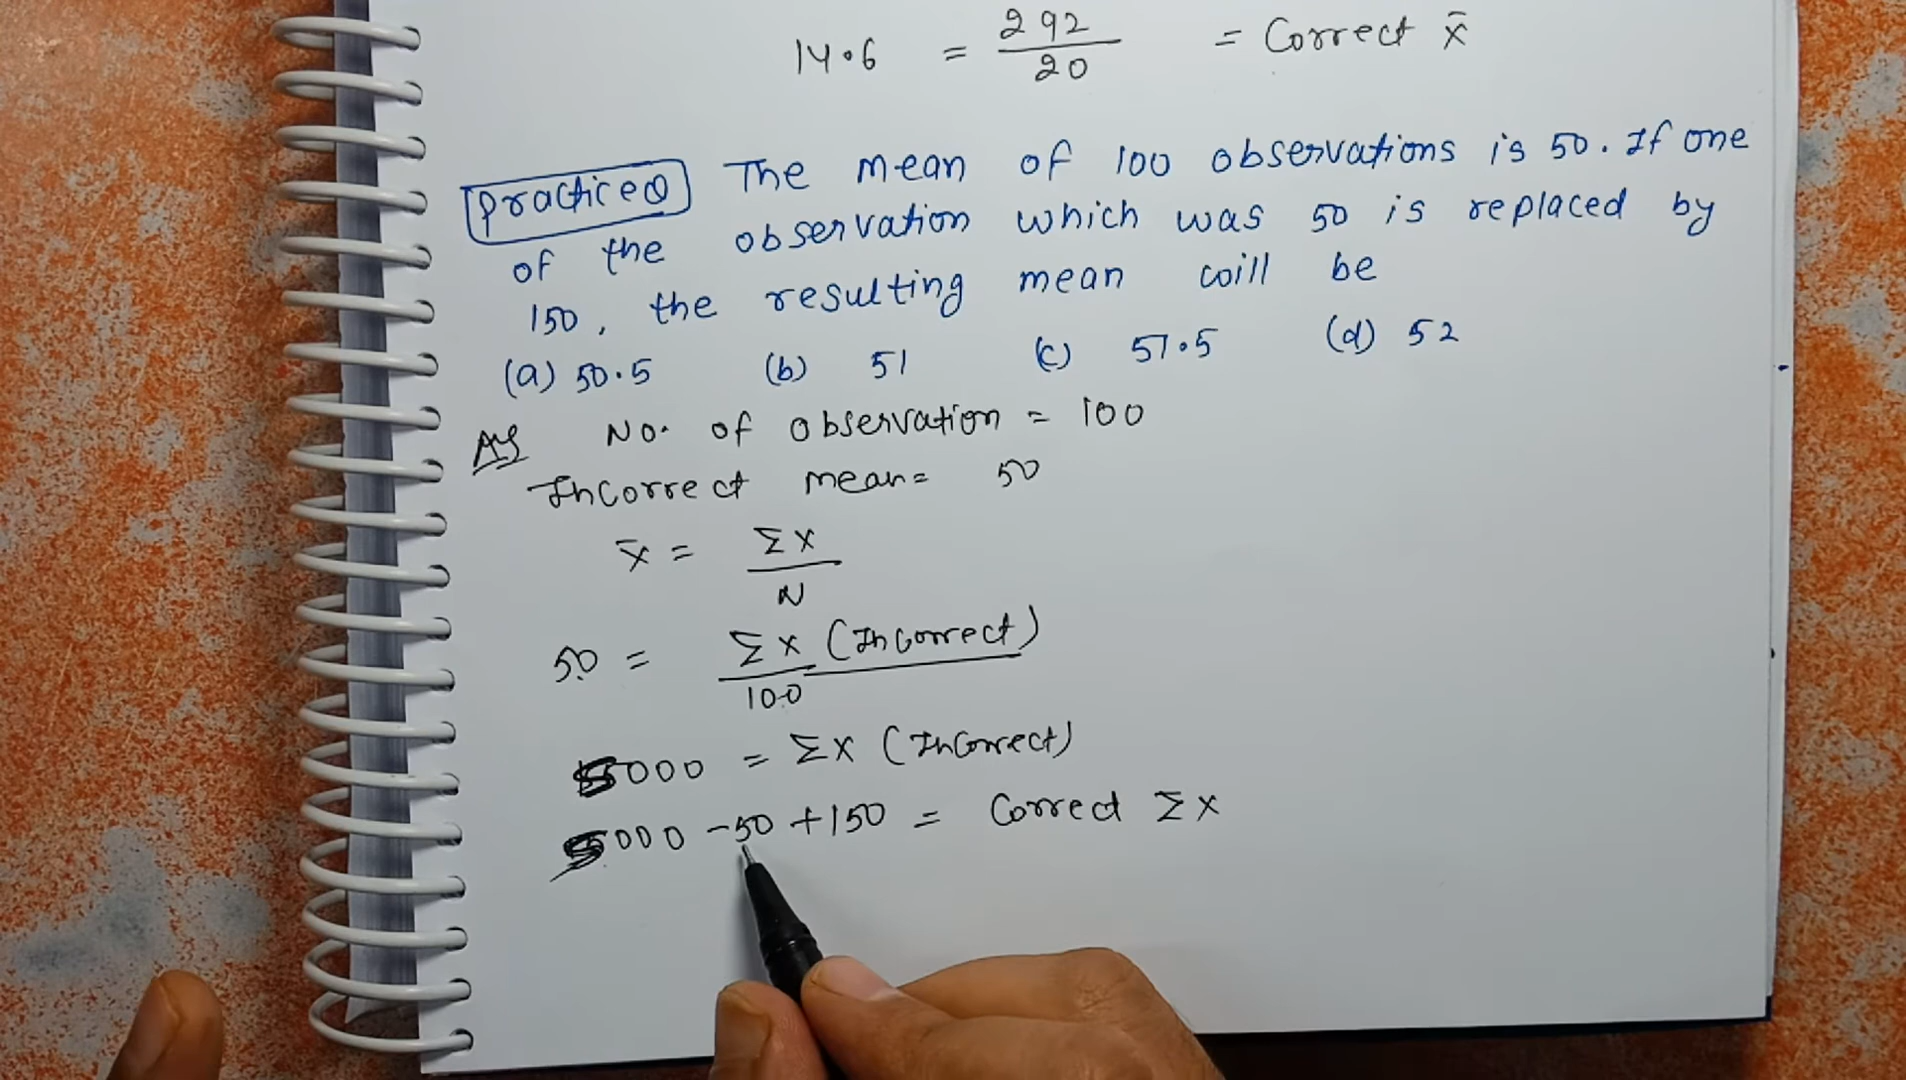 14.6 = 292/20 = Correct x̄
Practice Q The mean of 100 observations is 50. If one
of the observation which was 50 is replaced by
150, the resulting mean will be
(a) 50.5 (b) 51 (c) 51.5 (d) 52
No. of observation = 100
Incorrect mean = 50
x̄ = Σx/N
50 = Σx (Incorrect)/100
5000 = Σx (Incorrect)
5000 - 50 + 150 = Correct Σx